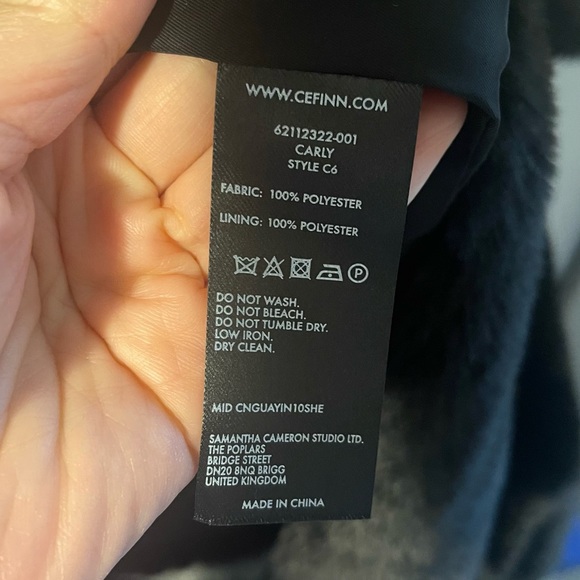 WWW.CEFINN.COM
62112322-001
CARLY
STYLE C6
FABRIC: 100% POLYESTER
LINING: 100% POLYESTER
P
DO NOT WASH.
DO NOT BLEACH.
DO NOT TUMBLE DRY.
LOW IRON.
DRY CLEAN.
MID CNGUAYIN10SHE
SAMANTHA CAMERON STUDIO LTD.
THE POPLARS
BRIDGE STREET
DN20 8NQ BRIGG
UNITED KINGDOM
MADE IN CHINA